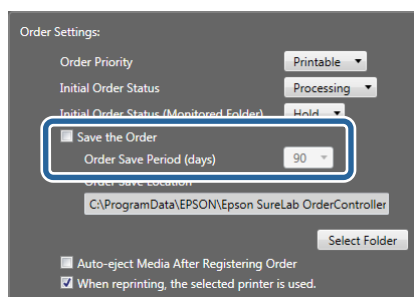 Order Settings:
Order Priority Printable
Initial Order Status Processing
Initial Order Status (Monitored Folder) Hold
Save the Order
Order Save Period (days) 90
Order Save Location
C:\ProgramData\EPSON\Epson SureLab OrderController
Select Folder
Auto-eject Media After Registering Order
When reprinting, the selected printer is used.